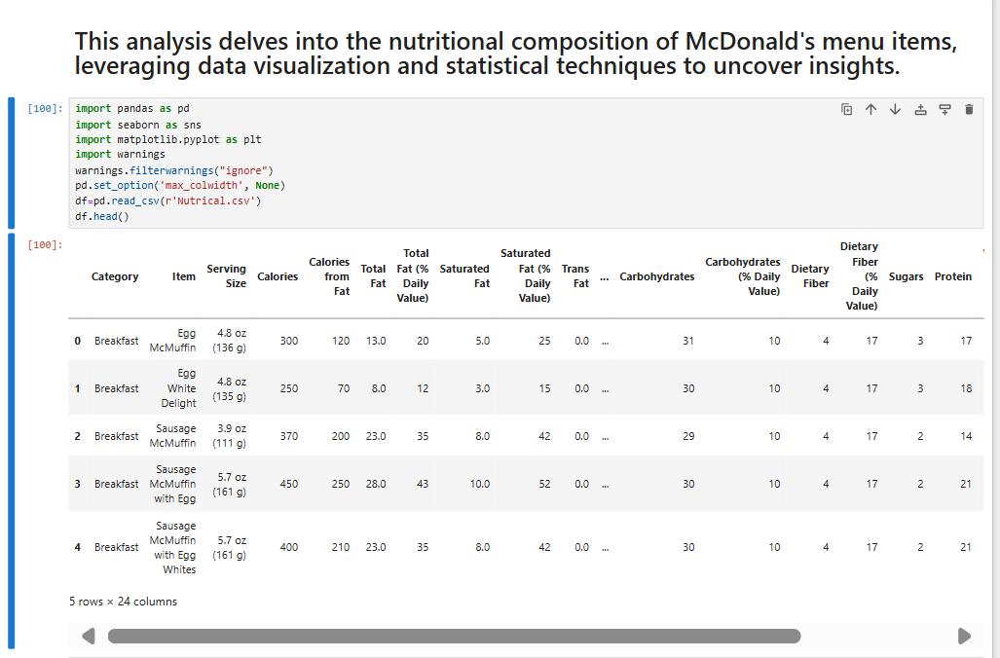 This analysis delves into the nutritional composition of McDonald's menu items,
leveraging data visualization and statistical techniques to uncover insights.
[100]:
import pandas as pd
import seaborn as sns
import matplotlib.pyplot as plt
import warnings
warnings.filterwarnings("ignore")
pd.set_option('max_colwidth', None)
df=pd.read_csv(r'Nutrical.csv')
df.head()
[100]:
Category Item Serving Size Calories Calories from Fat Total Fat Total Fat (% Daily Value) Saturated Fat Saturated Fat (% Daily Value) Trans Fat ... Carbohydrates Carbohydrates (% Daily Value) Dietary Fiber Dietary Fiber (% Daily Value) Sugars Protein
0 Breakfast Egg McMuffin 4.8 oz (136 g) 300 120 13.0 20 5.0 25 0.0 ... 31 10 4 17 3 17
1 Breakfast Egg White Delight 4.8 oz (135 g) 250 70 8.0 12 3.0 15 0.0 ... 30 10 4 17 3 18
2 Breakfast Sausage McMuffin 3.9 oz (111 g) 370 200 23.0 35 8.0 42 0.0 ... 29 10 4 17 2 14
3 Breakfast Sausage McMuffin with Egg 5.7 oz (161 g) 450 250 28.0 43 10.0 52 0.0 ... 30 10 4 17 2 21
4 Breakfast Sausage McMuffin with Egg Whites 5.7 oz (161 g) 400 210 23.0 35 8.0 42 0.0 ... 30 10 4 17 2 21
5 rows × 24 columns